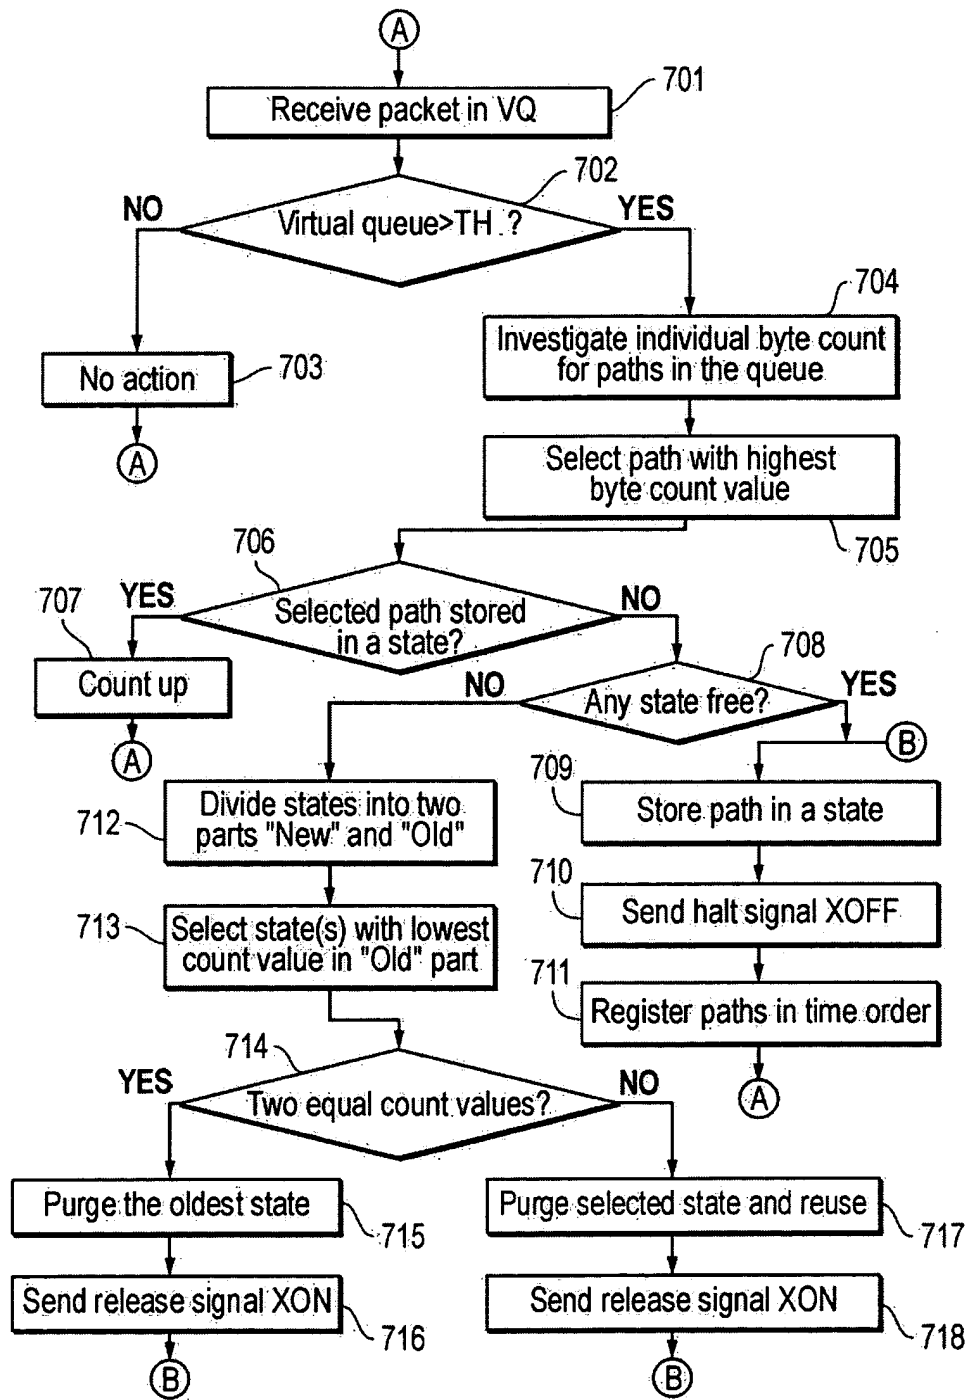 A
701
Receive packet in VQ
702
NO
YES
Virtual queue>TH .?
704
Investigate individual byte count
for paths in the queue
703
No action
A
Select path with highest
byte count value
705
706
707
YES
NO
Selected path stored
in a state?
708
Count up
NO
YES
Any state free?
A
B
709
712
Divide states into two
parts "New" and "Old"
Store path in a state
710
Send halt signal XOFF
713
Select state(s) with lowest
count value in "Old" part
711
Register paths in time order
714
YES
NO
A
Two equal count values?
Purge the oldest state
715
Purge selected state and reuse
717
Send release signal XON
716
Send release signal XON
718
B
B